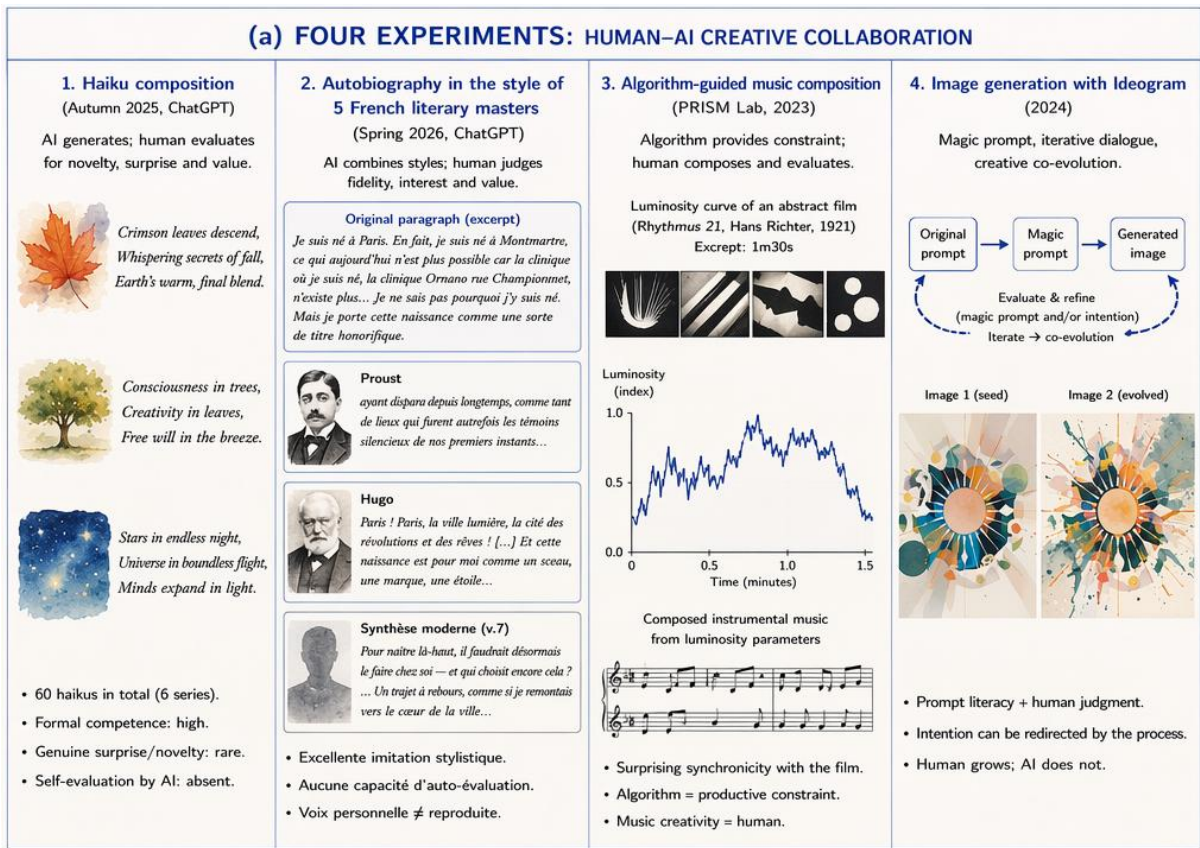 (a) FOUR EXPERIMENTS: HUMAN–AI CREATIVE COLLABORATION
1. Haiku composition
(Autumn 2025, ChatGPT)
AI generates; human evaluates
for novelty, surprise and value.
Crimson leaves descend,
Whispering secrets of fall,
Earth's warm, final blend.
Consciousness in trees,
Creativity in leaves,
Free will in the breeze.
Stars in endless night,
Universe in boundless flight,
Minds expand in light.
• 60 haikus in total (6 series).
• Formal competence: high.
• Genuine surprise/novelty: rare.
• Self-evaluation by AI: absent.
2. Autobiography in the style of
5 French literary masters
(Spring 2026, ChatGPT)
AI combines styles; human judges
fidelity, interest and value.
Original paragraph (excerpt)
Je suis né à Paris. En fait, je suis né à Montmartre,
ce qui aujourd'hui n'est plus possible car la clinique
où je suis né, la clinique Ornano rue Championmet,
n'existe plus... Je ne sais pas pourquoi j'y suis né.
Mais je porte cette naissance comme une sorte
de titre honorifique.
Proust
ayant dispara depuis longtemps, comme tant
de lieux qui furent autrefois les témoins
silencieux de nos premiers instants...
Hugo
Paris ! Paris, la ville lumière, la cité des
révolutions et des rêves ! [...] Et cette
naissance est pour moi comme un sceau,
une marque, une étoile...
Synthèse moderne (v.7)
Pour naitre là-haut, il faudrait désormais
le faire chez soi — et qui choisit encore cela ?
... Un trajet à rebours, comme si je remontais
vers le cœur de la ville...
• Excellente imitation stylistique.
• Aucune capacité d'auto-évaluation.
• Voix personnelle ≠ reproduite.
3. Algorithm-guided music composition
(PRISM Lab, 2023)
Algorithm provides constraint;
human composes and evaluates.
Luminosity curve of an abstract film
(Rhythmus 21, Hans Richter, 1921)
Excrept: 1m30s
Luminosity
(index)
1.0
0.5
0.0
0 0.5 1.0 1.5
Time (minutes)
Composed instrumental music
from luminosity parameters
• Surprising synchronicity with the film.
• Algorithm = productive constraint.
• Music creativity = human.
4. Image generation with Ideogram
(2024)
Magic prompt, iterative dialogue,
creative co-evolution.
Original
prompt
Magic
prompt
Generated
image
Evaluate & refine
(magic prompt and/or intention)
Iterate → co-evolution
Image 1 (seed)
Image 2 (evolved)
• Prompt literacy + human judgment.
• Intention can be redirected by the process.
• Human grows; AI does not.